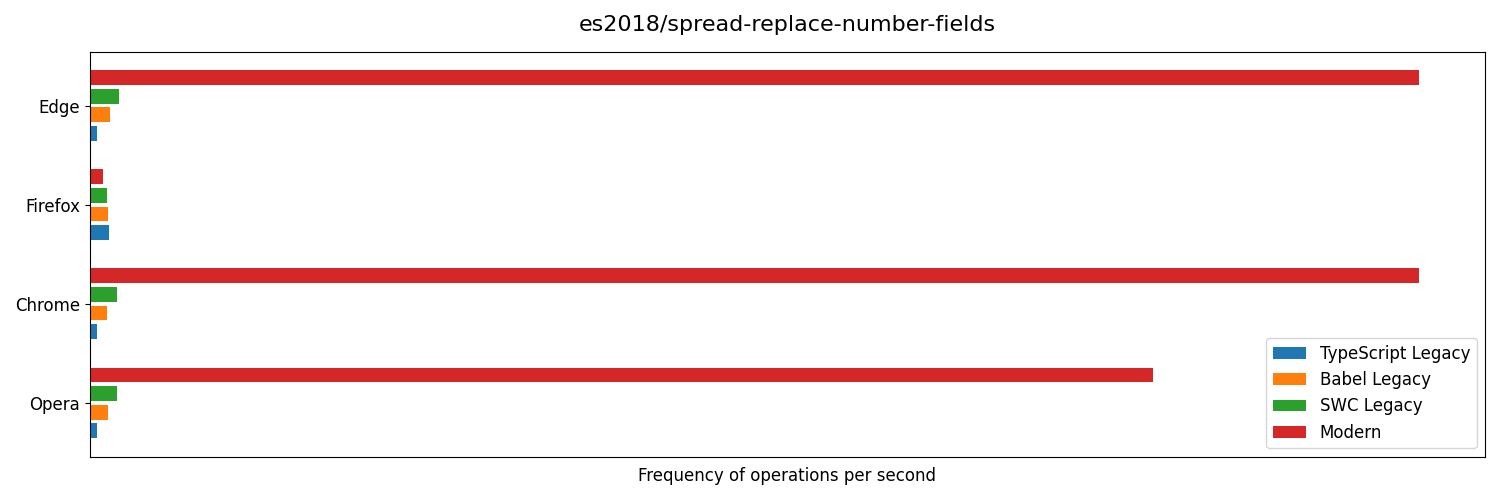 es2018/spread-replace-number-fields
Edge
Firefox
Chrome
Opera
TypeScript Legacy
Babel Legacy
SWC Legacy
Modern
Frequency of operations per second